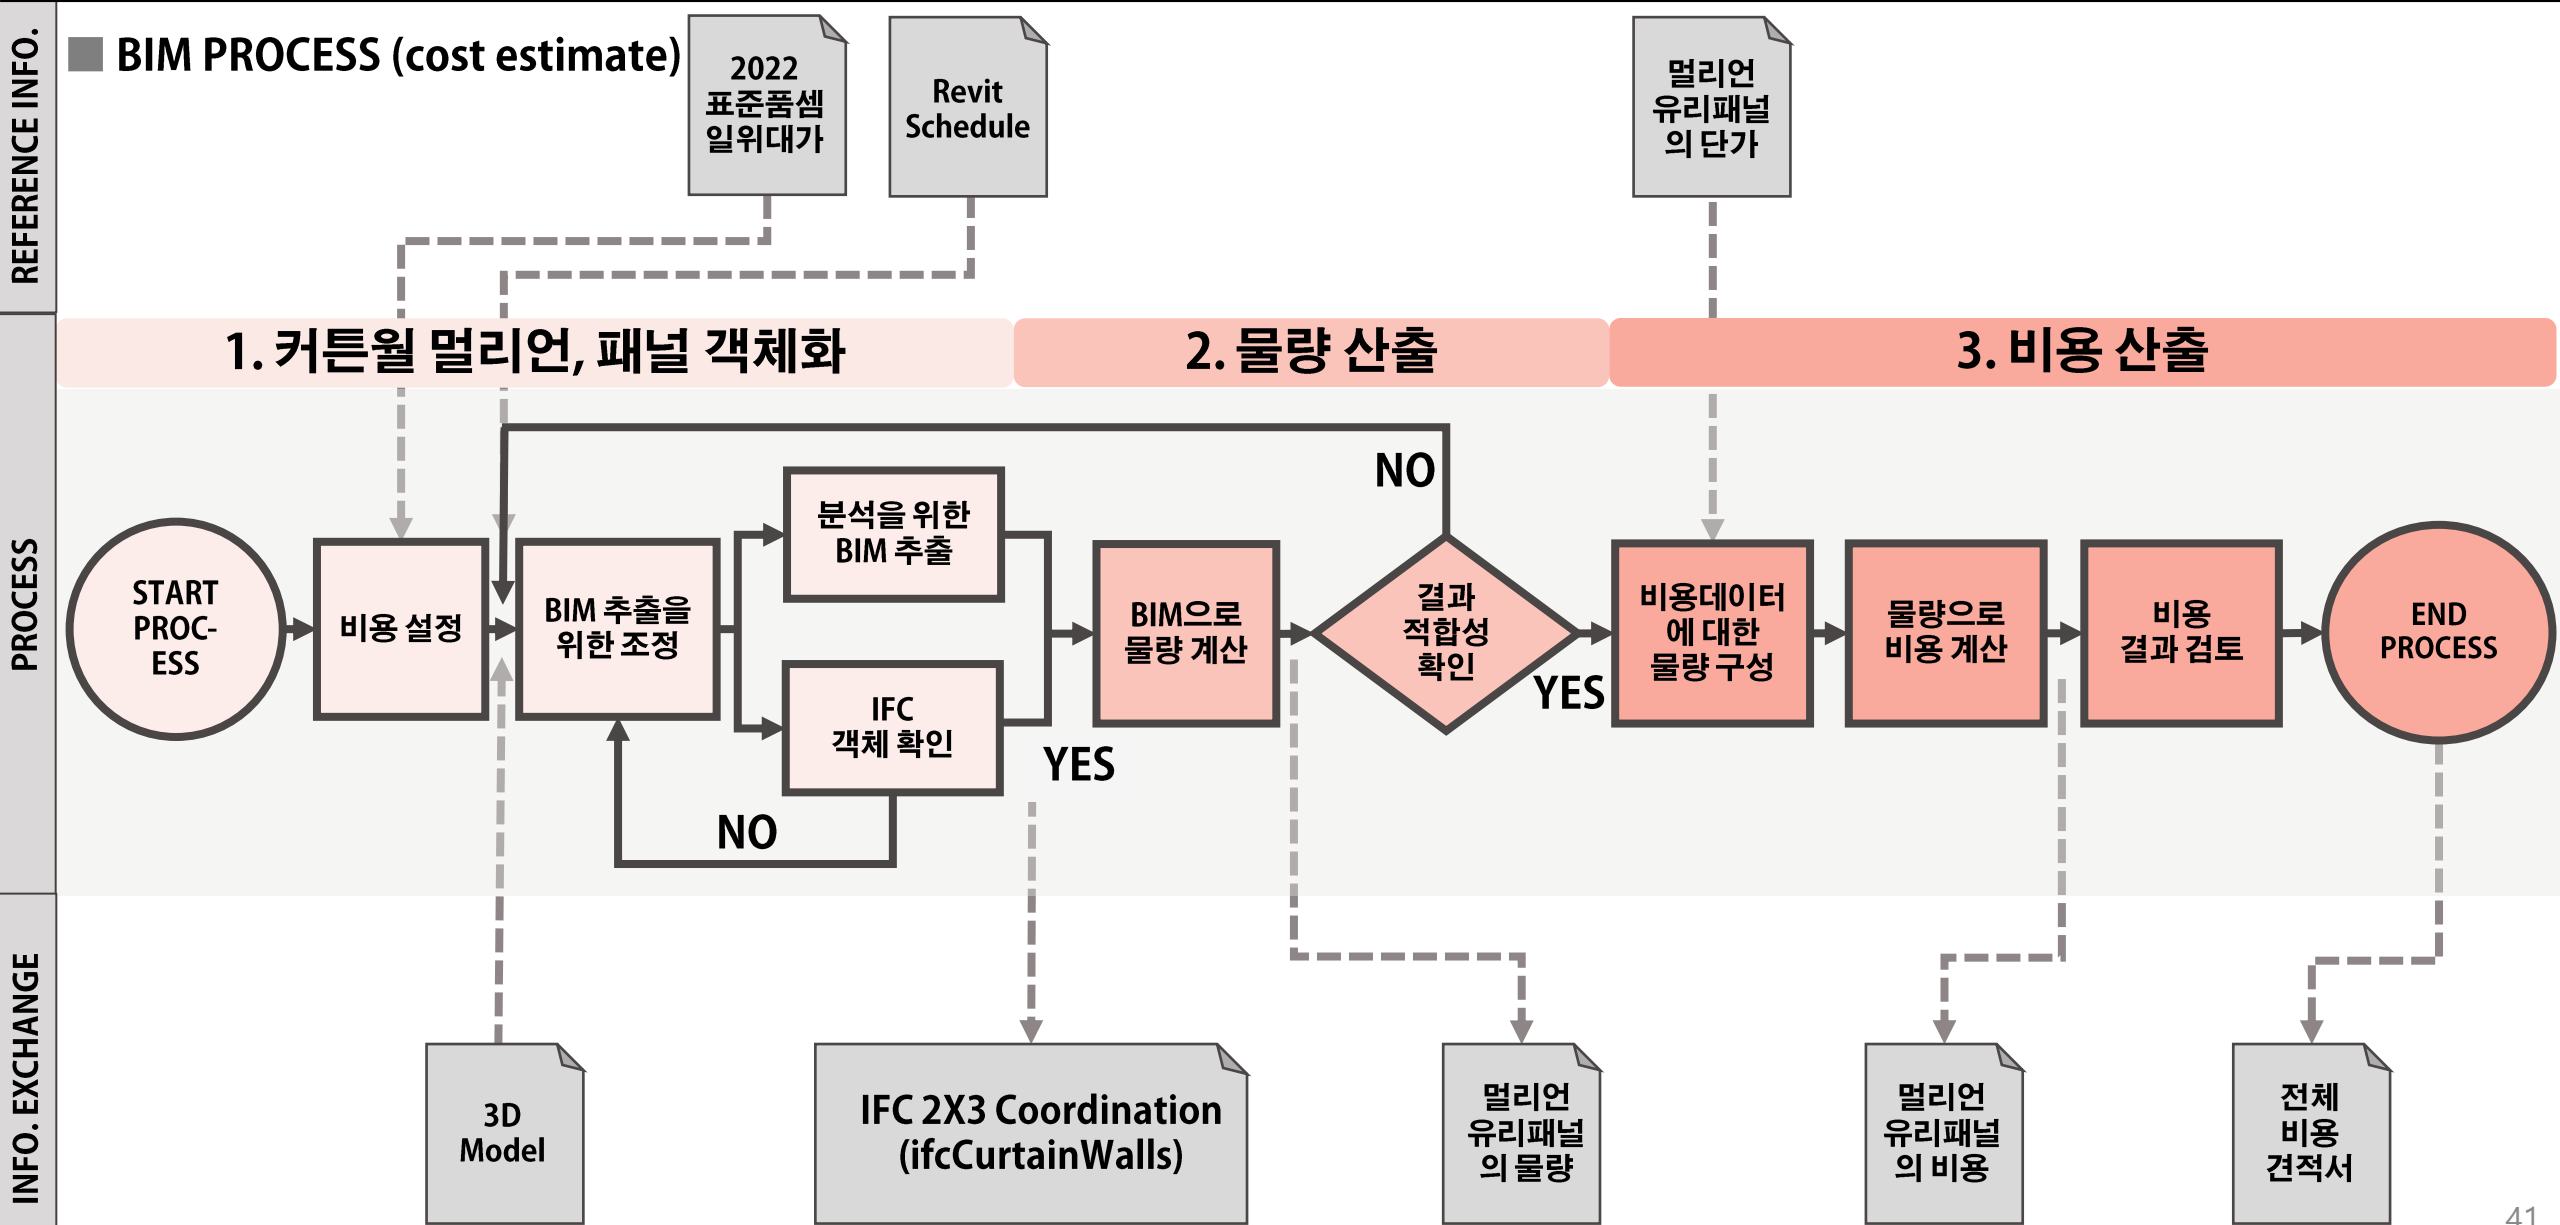 REFERENCE INFO.
BIM PROCESS (cost estimate)
2022
표준품셈
일위대가
Revit
Schedule
멀리언
유리패널
의 단가
PROCESS
1. 커튼월 멀리언, 패널 객체화
2. 물량 산출
3. 비용 산출
START
PROC-
ESS
비용 설정
BIM 추출을
위한 조정
분석을 위한
BIM 추출
IFC
객체 확인
NO
YES
BIM으로
물량 계산
결과
적합성
확인
NO
YES
비용데이터
에 대한
물량 구성
물량으로
비용 계산
비용
결과 검토
END
PROCESS
INFO. EXCHANGE
3D
Model
IFC 2X3 Coordination
(ifcCurtainWalls)
멀리언
유리패널
의 물량
멀리언
유리패널
의 비용
전체
비용
견적서
41